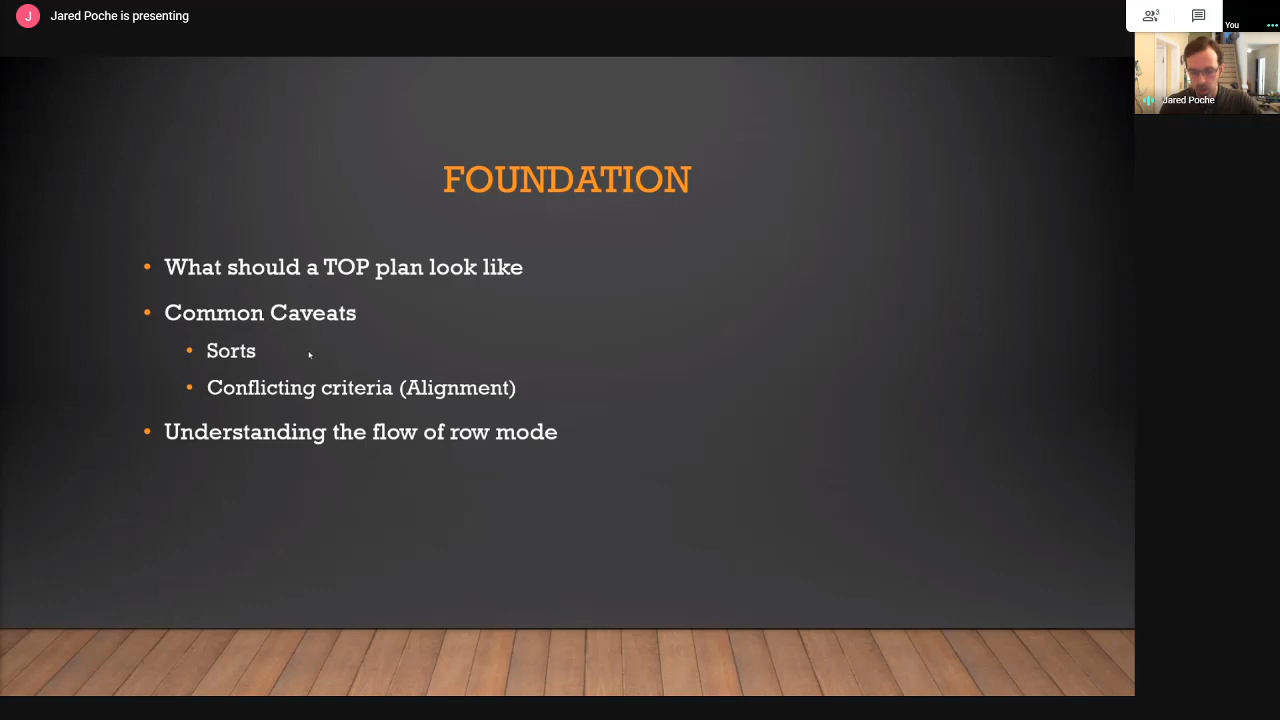 J
Jared Poche is presenting
3
You
Jared Poche
FOUNDATION
• What should a TOP plan look like
• Common Caveats
• Sorts
• Conflicting criteria (Alignment)
• Understanding the flow of row mode